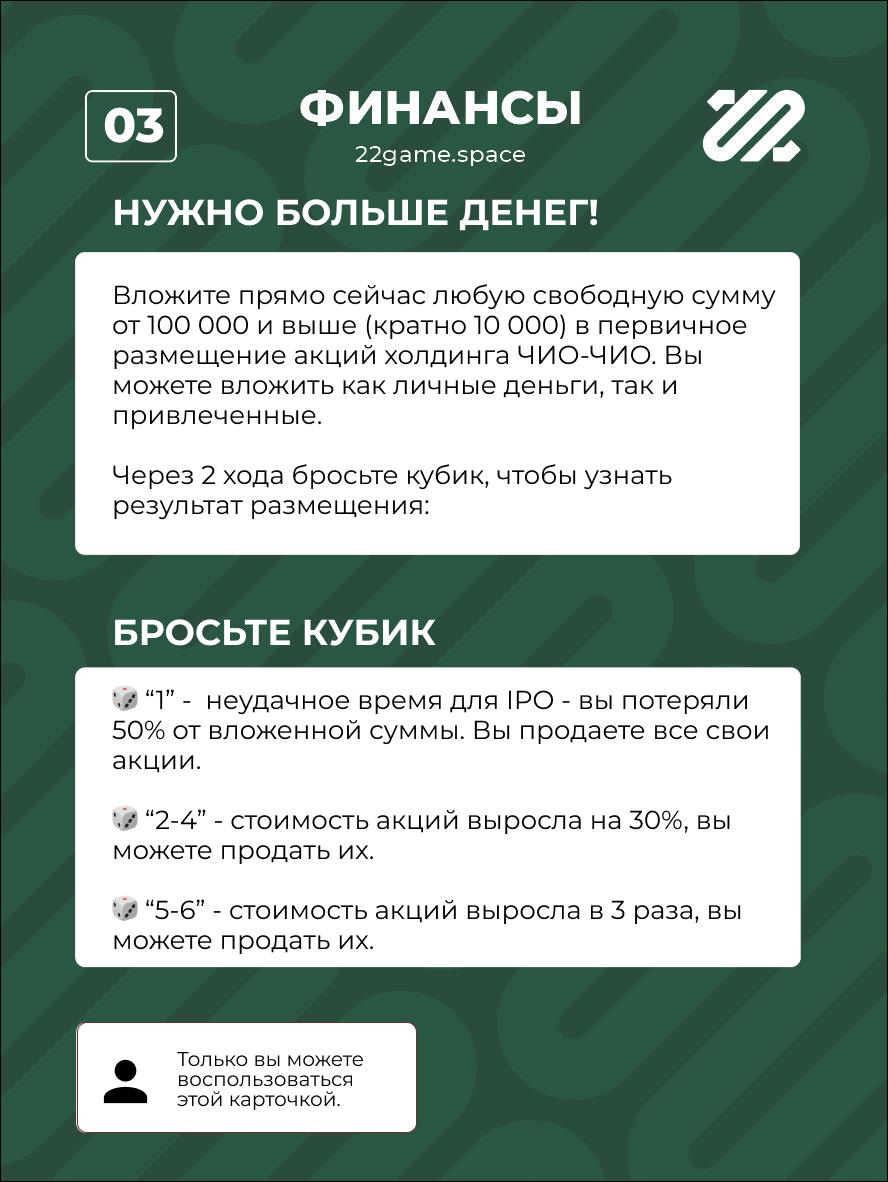 03
ФИНАНСЫ
22game.space
НУЖНО БОЛЬШЕ ДЕНЕГ!
Вложите прямо сейчас любую свободную сумму
от 100 000 и выше (кратно 10 000) в первичное
размещение акций холдинга ЧИО-ЧИО. Вы
можете вложить как личные деньги, так и
привлеченные.
Через 2 хода бросьте кубик, чтобы узнать
результат размещения:
БРОСЬТЕ КУБИК
“1” -  неудачное время для IPO - вы потеряли
50% от вложенной суммы. Вы продаете все свои
акции.
“2-4” - стоимость акций выросла на 30%, вы
можете продать их.
“5-6” - стоимость акций выросла в 3 раза, вы
можете продать их.
Только вы можете
воспользоваться
этой карточкой.